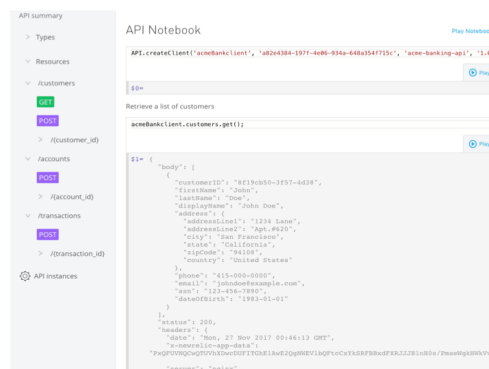 API summary
> Types
Resources
/customers
GET
POST
> /{customer_id}
/accounts
POST
> /{account_id}
/transactions
POST
> /{transaction_id}
API instances
API Notebook
Play Notebook
API.createClient('acmeBankclient', 'a82e4384-197f-4e06-934a-648a354f715c', 'acme-banking-api', '1.0
Play
$0=
Retrieve a list of customers
acmeBankclient.customers.get();
Play
$1= {
"body": [
{
"customerID": "8f19cb50-3f57-4d38",
"firstName": "John",
"lastName": "Doe",
"displayName": "John Doe",
"address": {
"addressLine1": "1234 Lane",
"addressLine2": "Apt.#620",
"city": "San Francisco",
"state": "California",
"zipCode": "94108",
"country": "United States"
},
"phone": "415-000-0000",
"email": "johndoe@example.com",
"ssn": "123-456-7890",
"dateOfBirth": "1983-01-01"
}
],
"status": 200,
"headers": {
"date": "Mon, 27 Nov 2017 00:46:13 GMT",
"x-newrelic-app-data":